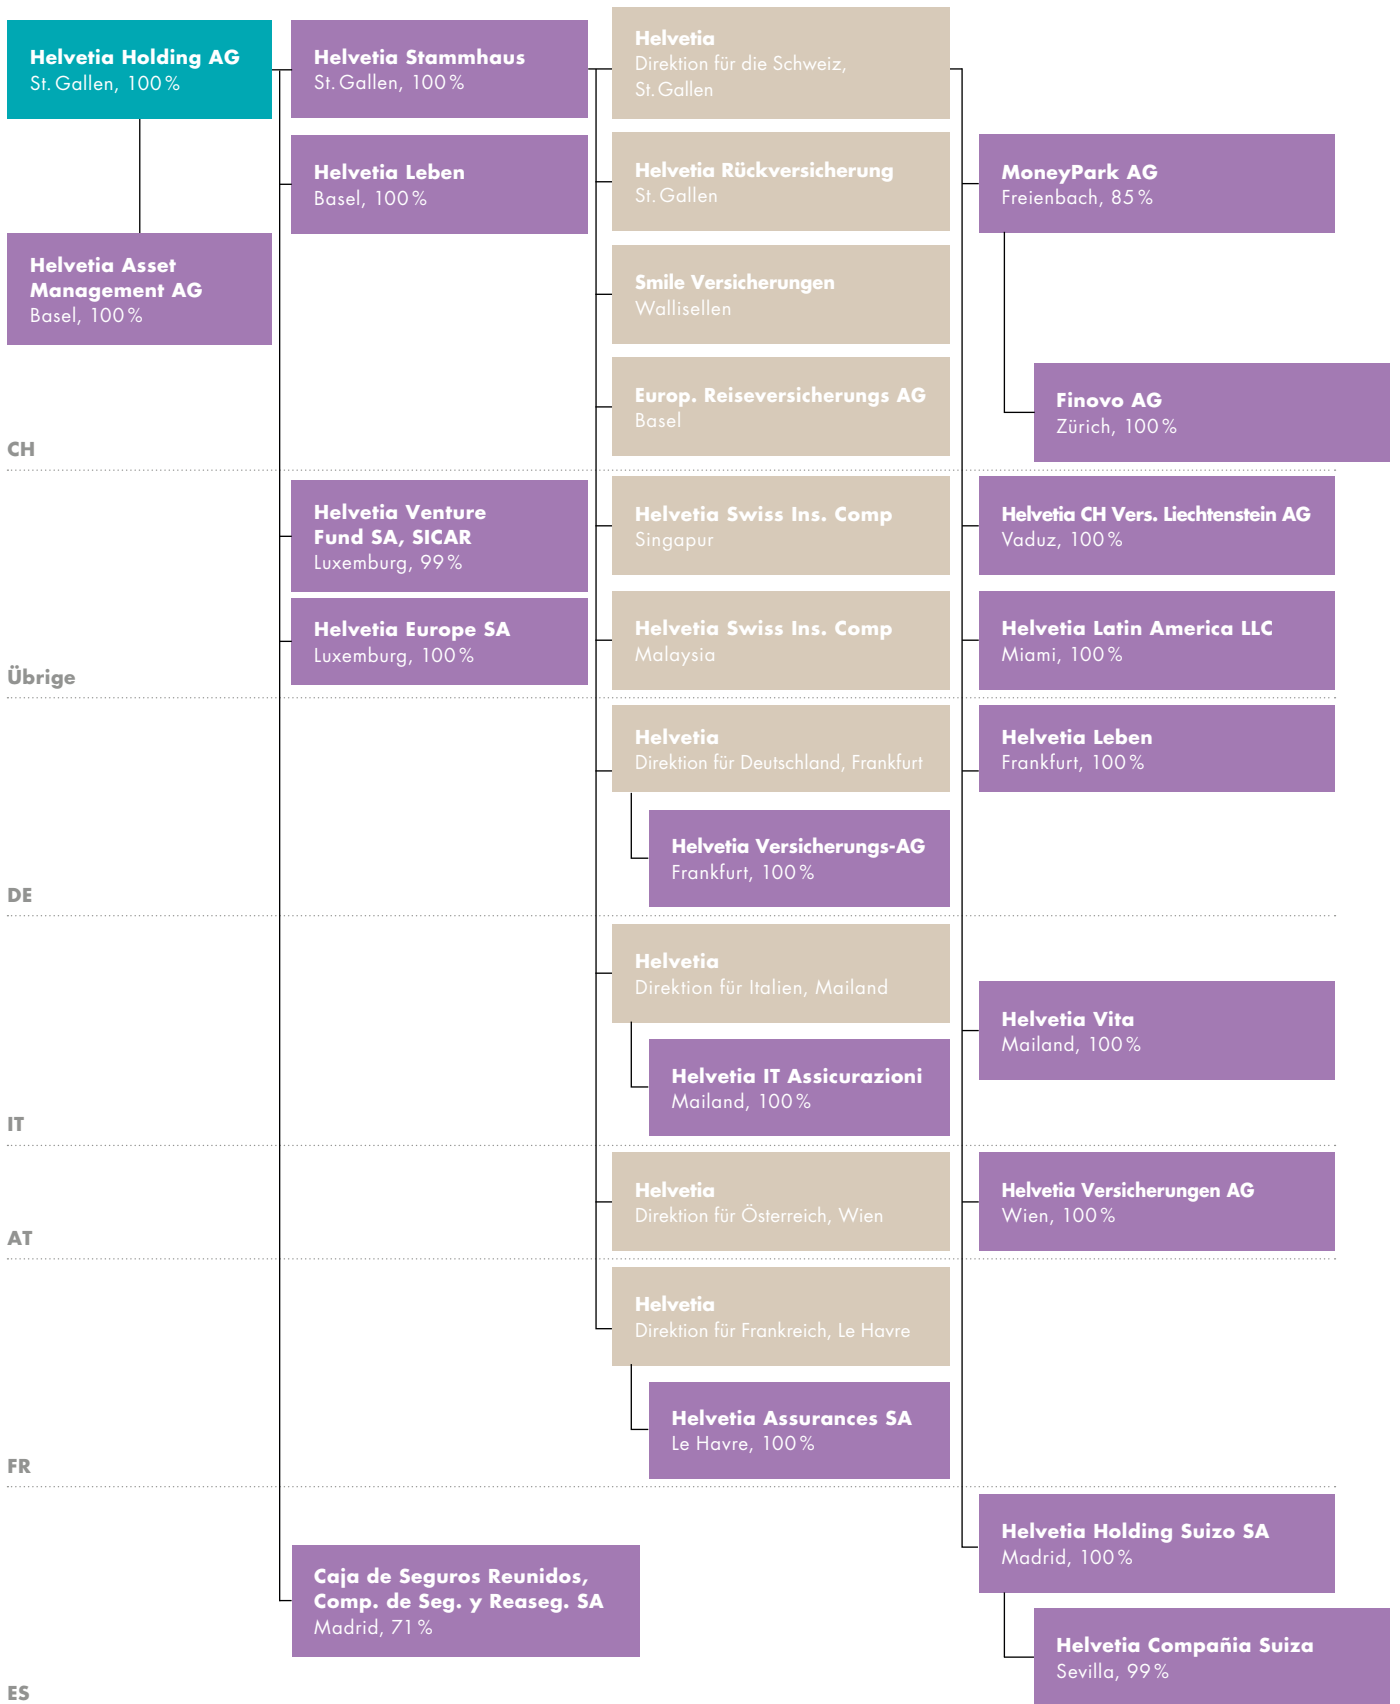 Helvetia Holding AG
St. Gallen, 100 %
Helvetia Asset
Management AG
Basel, 100 %
Helvetia Stammhaus
St. Gallen, 100 %
Helvetia Leben
Basel, 100 %
Helvetia
Direktion für die Schweiz,
St. Gallen
Helvetia Rückversicherung
St. Gallen
Smile Versicherungen
Wallisellen
Europ. Reiseversicherungs AG
Basel
MoneyPark AG
Freienbach, 85 %
Finovo AG
Zürich, 100 %
CH
Helvetia Venture
Fund SA, SICAR
Luxemburg, 99 %
Helvetia Europe SA
Luxemburg, 100 %
Helvetia Swiss Ins. Comp
Singapur
Helvetia Swiss Ins. Comp
Malaysia
Helvetia CH Vers. Liechtenstein AG
Vaduz, 100 %
Helvetia Latin America LLC
Miami, 100 %
Übrige
Helvetia
Direktion für Deutschland, Frankfurt
Helvetia Versicherungs-AG
Frankfurt, 100 %
Helvetia Leben
Frankfurt, 100 %
DE
Helvetia
Direktion für Italien, Mailand
Helvetia IT Assicurazioni
Mailand, 100 %
Helvetia Vita
Mailand, 100 %
IT
Helvetia
Direktion für Österreich, Wien
Helvetia Versicherungen AG
Wien, 100 %
AT
Helvetia
Direktion für Frankreich, Le Havre
Helvetia Assurances SA
Le Havre, 100 %
FR
Caja de Seguros Reunidos,
Comp. de Seg. y Reaseg. SA
Madrid, 71 %
Helvetia Holding Suizo SA
Madrid, 100 %
Helvetia Compañia Suiza
Sevilla, 99 %
ES